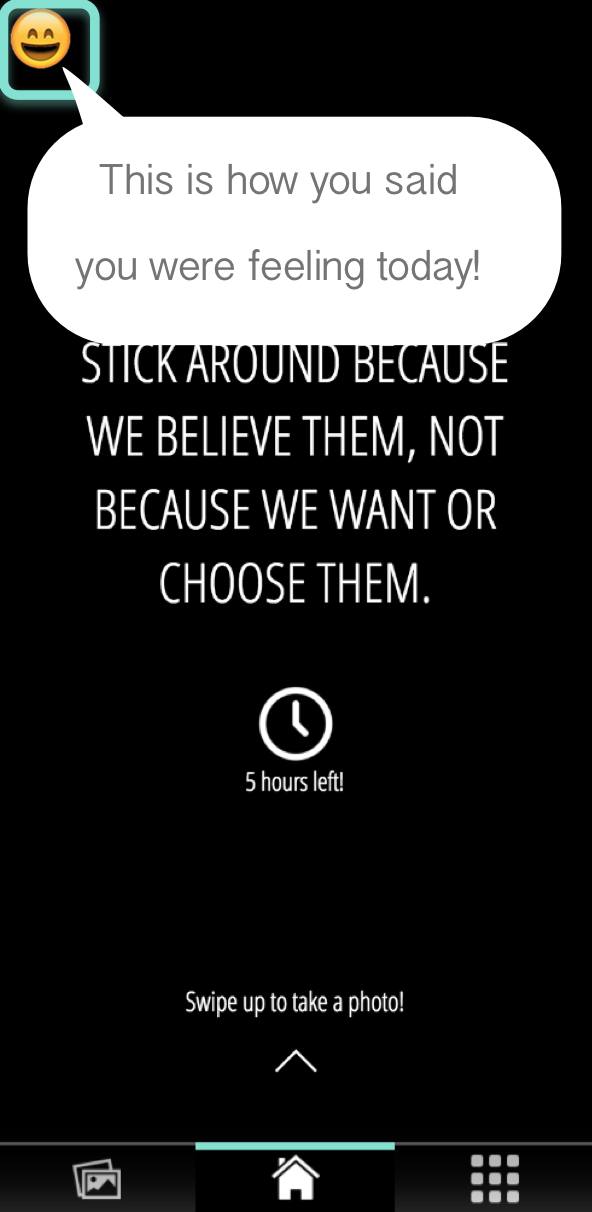 This is how you said
you were feeling today!
STICK AROUND BECAUSE
WE BELIEVE THEM, NOT
BECAUSE WE WANT OR
CHOOSE THEM.
5 hours left!
Swipe up to take a photo!